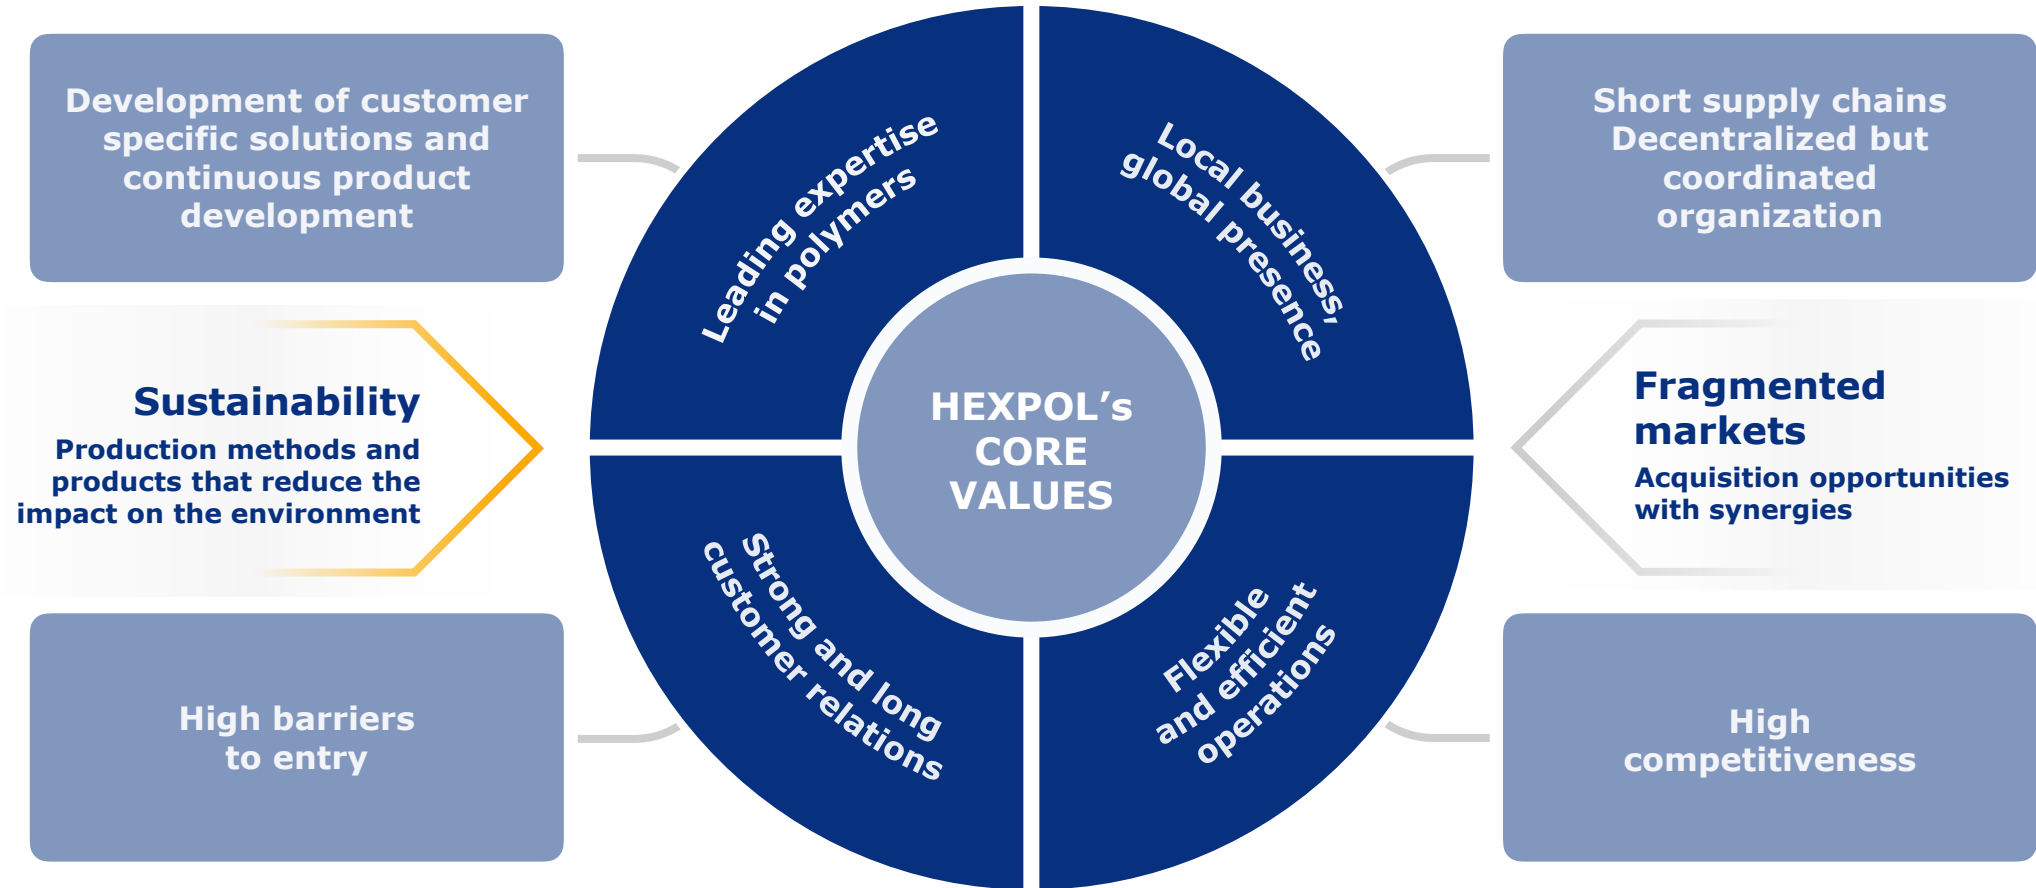 Development of customer
specific solutions and
continuous product
development
Leading expertise
in polymers
Local business,
global presence
Short supply chains
Decentralized but
coordinated
organization
Sustainability
Production methods and
products that reduce the
impact on the environment
HEXPOL’s
CORE
VALUES
Fragmented
markets
Acquisition opportunities
with synergies
High barriers
to entry
Strong and long
customer relations
Flexible
and efficient
operations
High
competitiveness